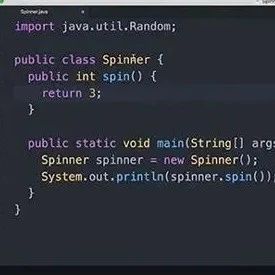 Spinner.java
import java.util.Random;
public class Spinner {
public int spin() {
return 3;
}
public static void main(String[] args
Spinner spinner = new Spinner();
System.out.println(spinner.spin());
}
}